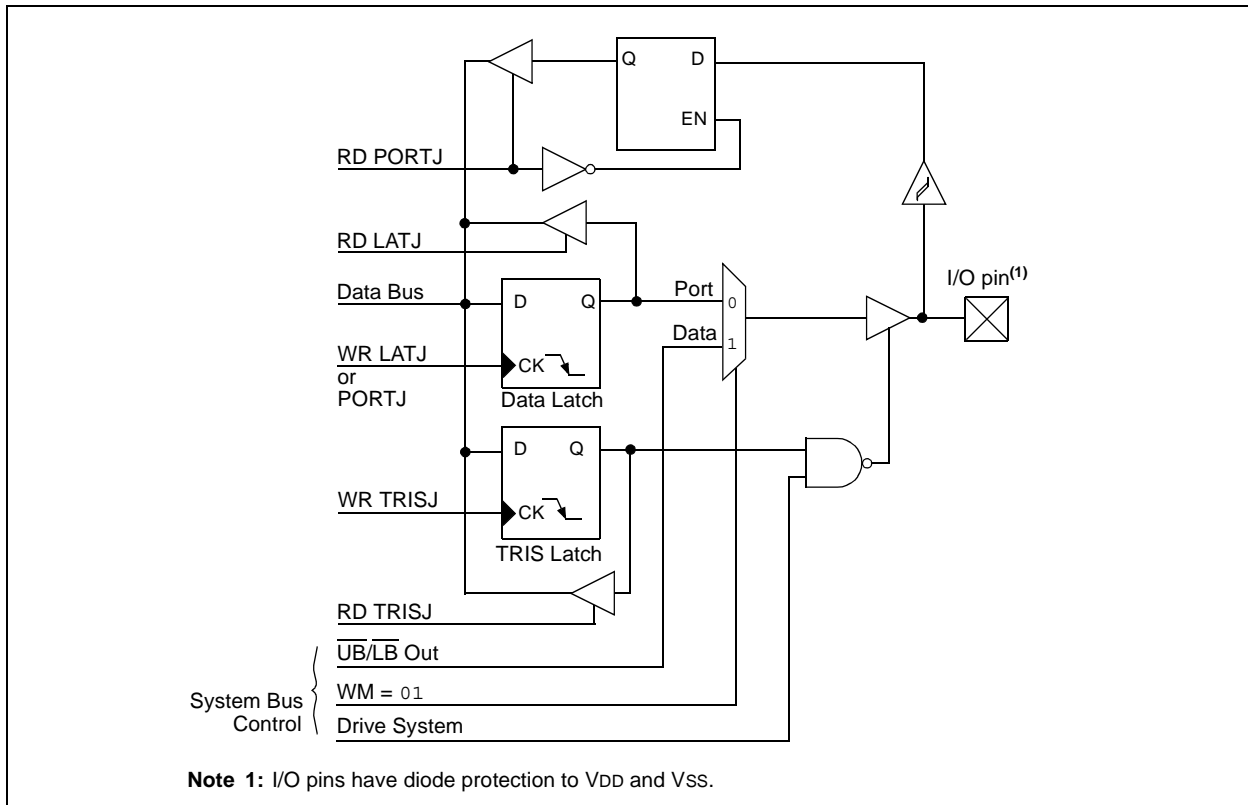 Q D
EN
RD PORTJ
RD LATJ
I/O pin(1)
Data Bus
D Q
Port
0
Data
1
WR LATJ
or
PORTJ
CK
Data Latch
D Q
WR TRISJ
CK
TRIS Latch
RD TRISJ
U̅B̅/L̅B̅ Out
WM = 01
System Bus
Control
Drive System
Note 1: I/O pins have diode protection to VDD and VSS.